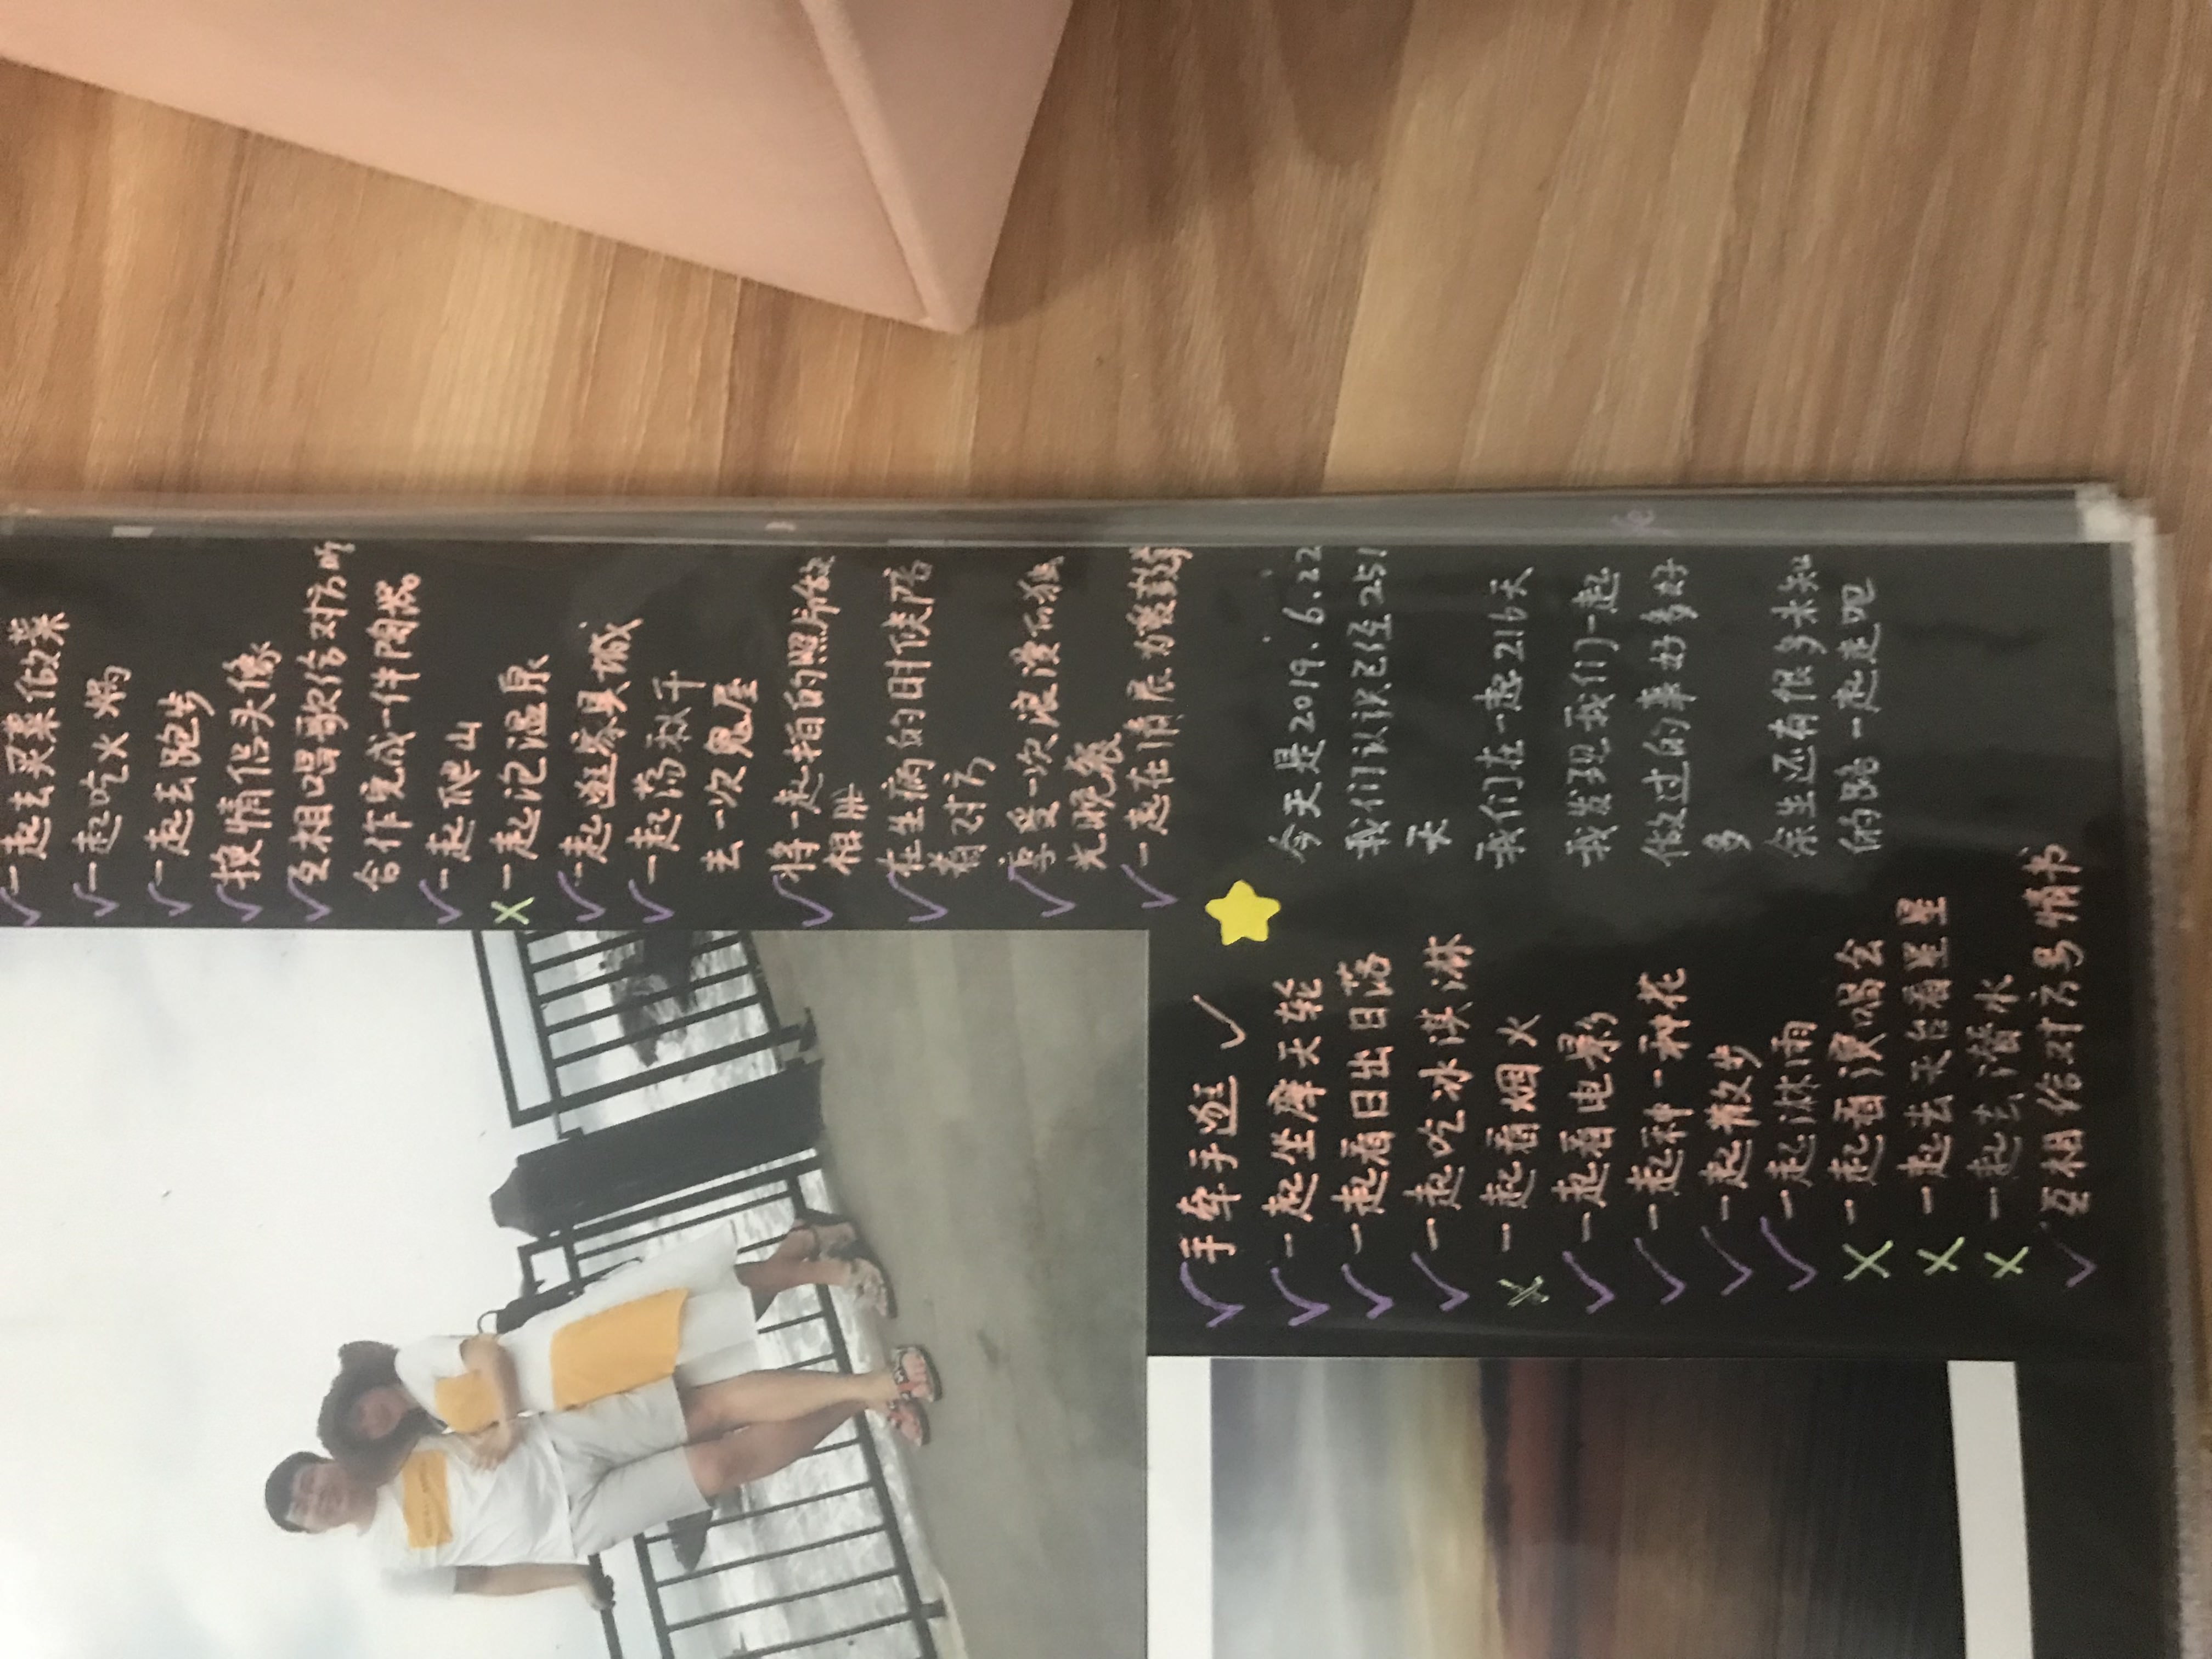 ✓一起去买菜做菜
✓一起吃火锅
✓一起去跑步
✓换情侣头像
✓互相唱歌给对方听
合作完成一件陶器
✓一起爬山
X一起泡温泉
✓一起逛家具城
✓一起荡秋千
去一次鬼屋
✓将一起拍的照片做
相册
✓在生病的时候陪
着对方
✓享受一次浪漫的烛
光晚餐
✓一起在清晨为爱
✓手牵手逛 ✓
✓一起坐摩天轮
✓一起看日出日落
✓一起吃冰淇淋
X一起看烟火
✓一起看电影
✓一起种一种花
✓一起散步
✓一起淋雨
X一起看演唱会
X一起去天台看星星
X一起去潜水
✓互相给对方写情书
今天是2019.6.22
我们认识已经251
天
我们在一起216天
我发现我们一起
做过的事好多好
多
余生还有很多未知
的路一起走吧